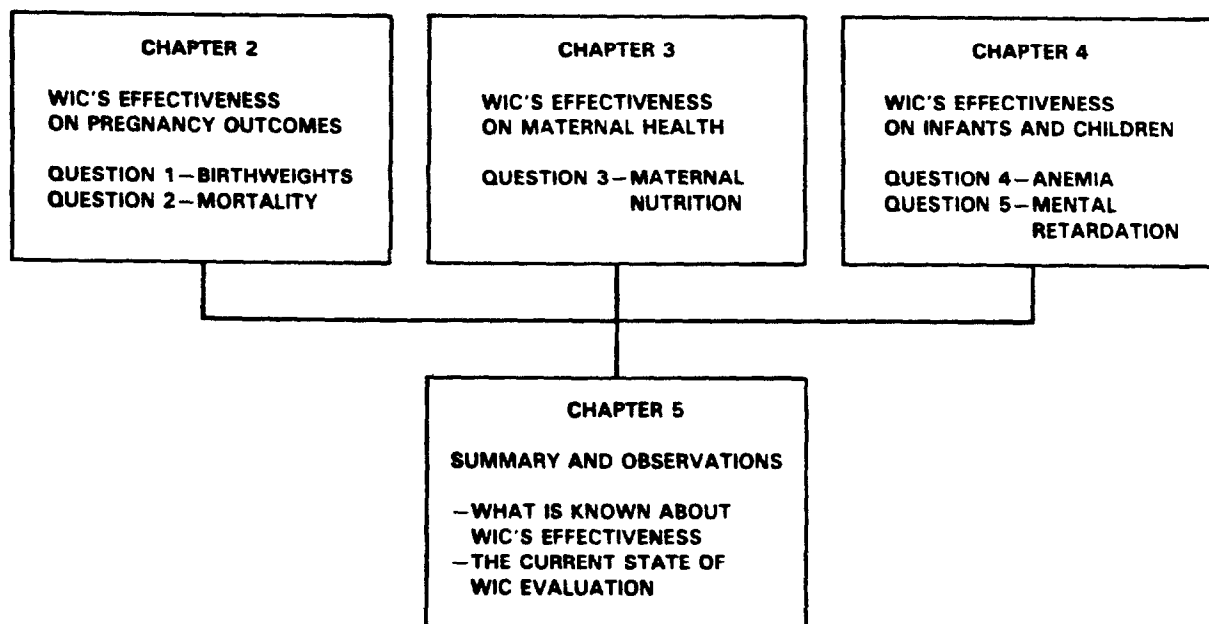 CHAPTER 2
WIC'S EFFECTIVENESS
ON PREGNANCY OUTCOMES
QUESTION 1—BIRTHWEIGHTS
QUESTION 2—MORTALITY
CHAPTER 3
WIC'S EFFECTIVENESS
ON MATERNAL HEALTH
QUESTION 3—MATERNAL
NUTRITION
CHAPTER 4
WIC'S EFFECTIVENESS
ON INFANTS AND CHILDREN
QUESTION 4—ANEMIA
QUESTION 5—MENTAL
RETARDATION
CHAPTER 5
SUMMARY AND OBSERVATIONS
—WHAT IS KNOWN ABOUT
WIC'S EFFECTIVENESS
—THE CURRENT STATE OF
WIC EVALUATION